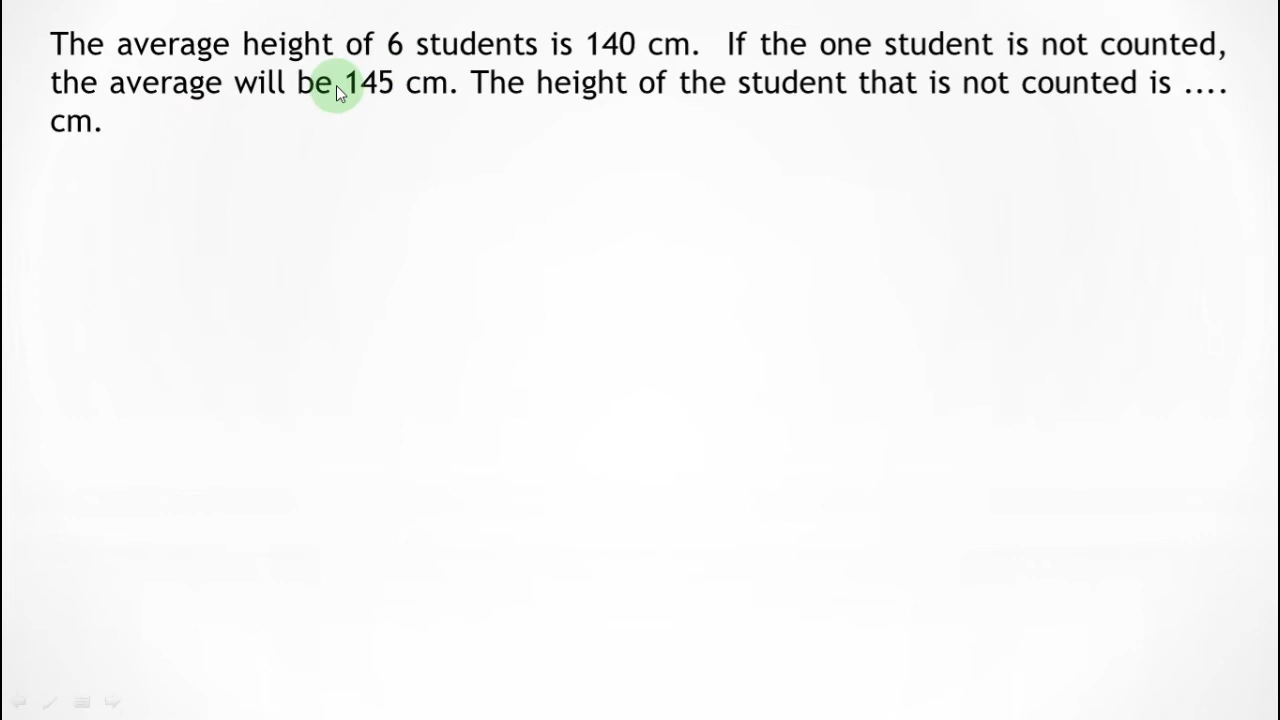 The average height of 6 students is 140 cm. If the one student is not counted,
the average will be 145 cm. The height of the student that is not counted is ....
cm.